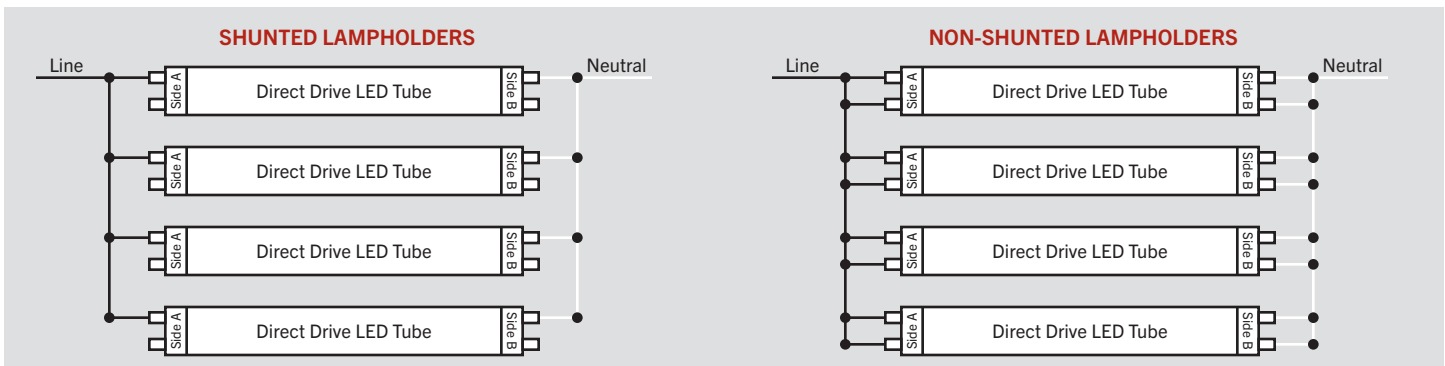 SHUNTED LAMPHOLDERS
Line
Neutral
Side A
Direct Drive LED Tube
Side B
Side A
Direct Drive LED Tube
Side B
Side A
Direct Drive LED Tube
Side B
Side A
Direct Drive LED Tube
Side B
NON-SHUNTED LAMPHOLDERS
Line
Neutral
Side A
Direct Drive LED Tube
Side B
Side A
Direct Drive LED Tube
Side B
Side A
Direct Drive LED Tube
Side B
Side A
Direct Drive LED Tube
Side B